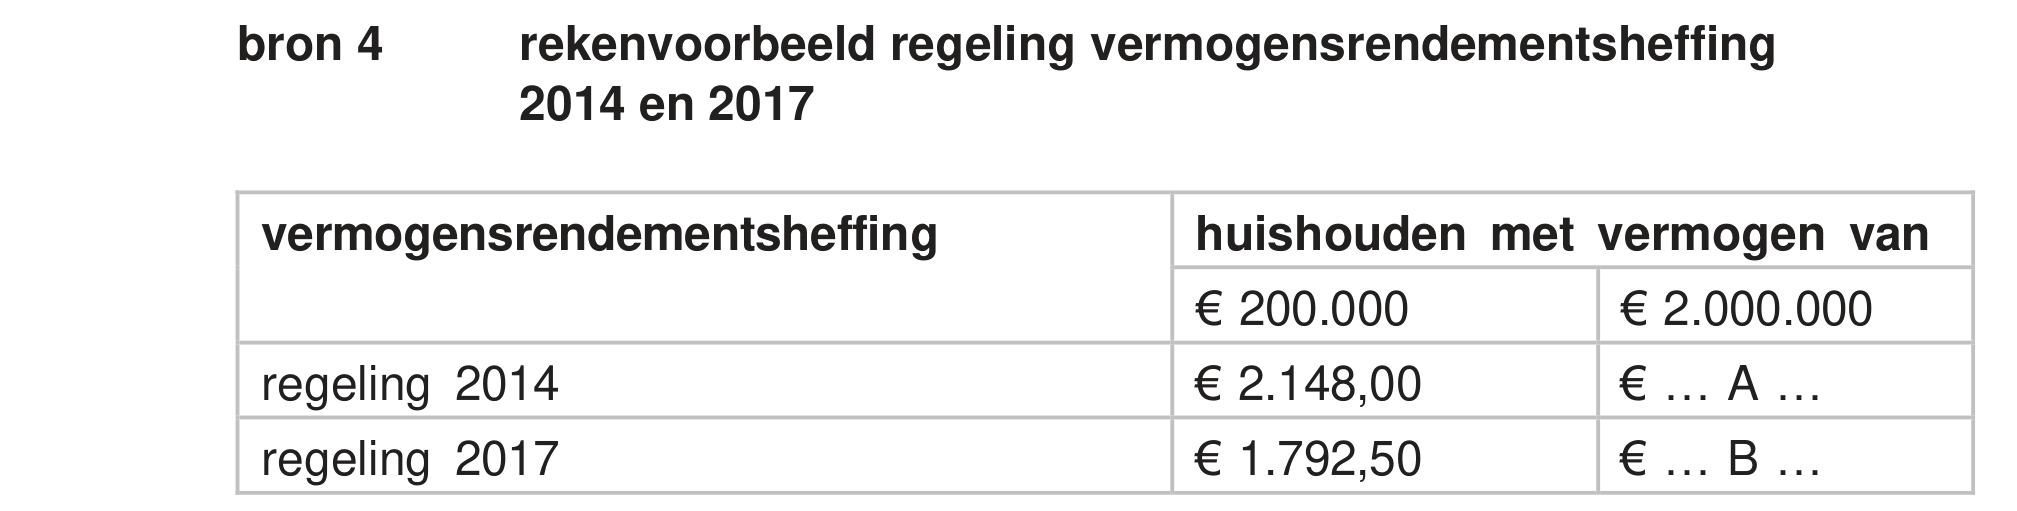 bron 4 rekenvoorbeeld regeling vermogensrendementsheffing
2014 en 2017
vermogensrendementsheffing huishouden met vermogen van
€ 200.000 € 2.000.000
regeling 2014 € 2.148,00 € … A …
regeling 2017 € 1.792,50 € … B …